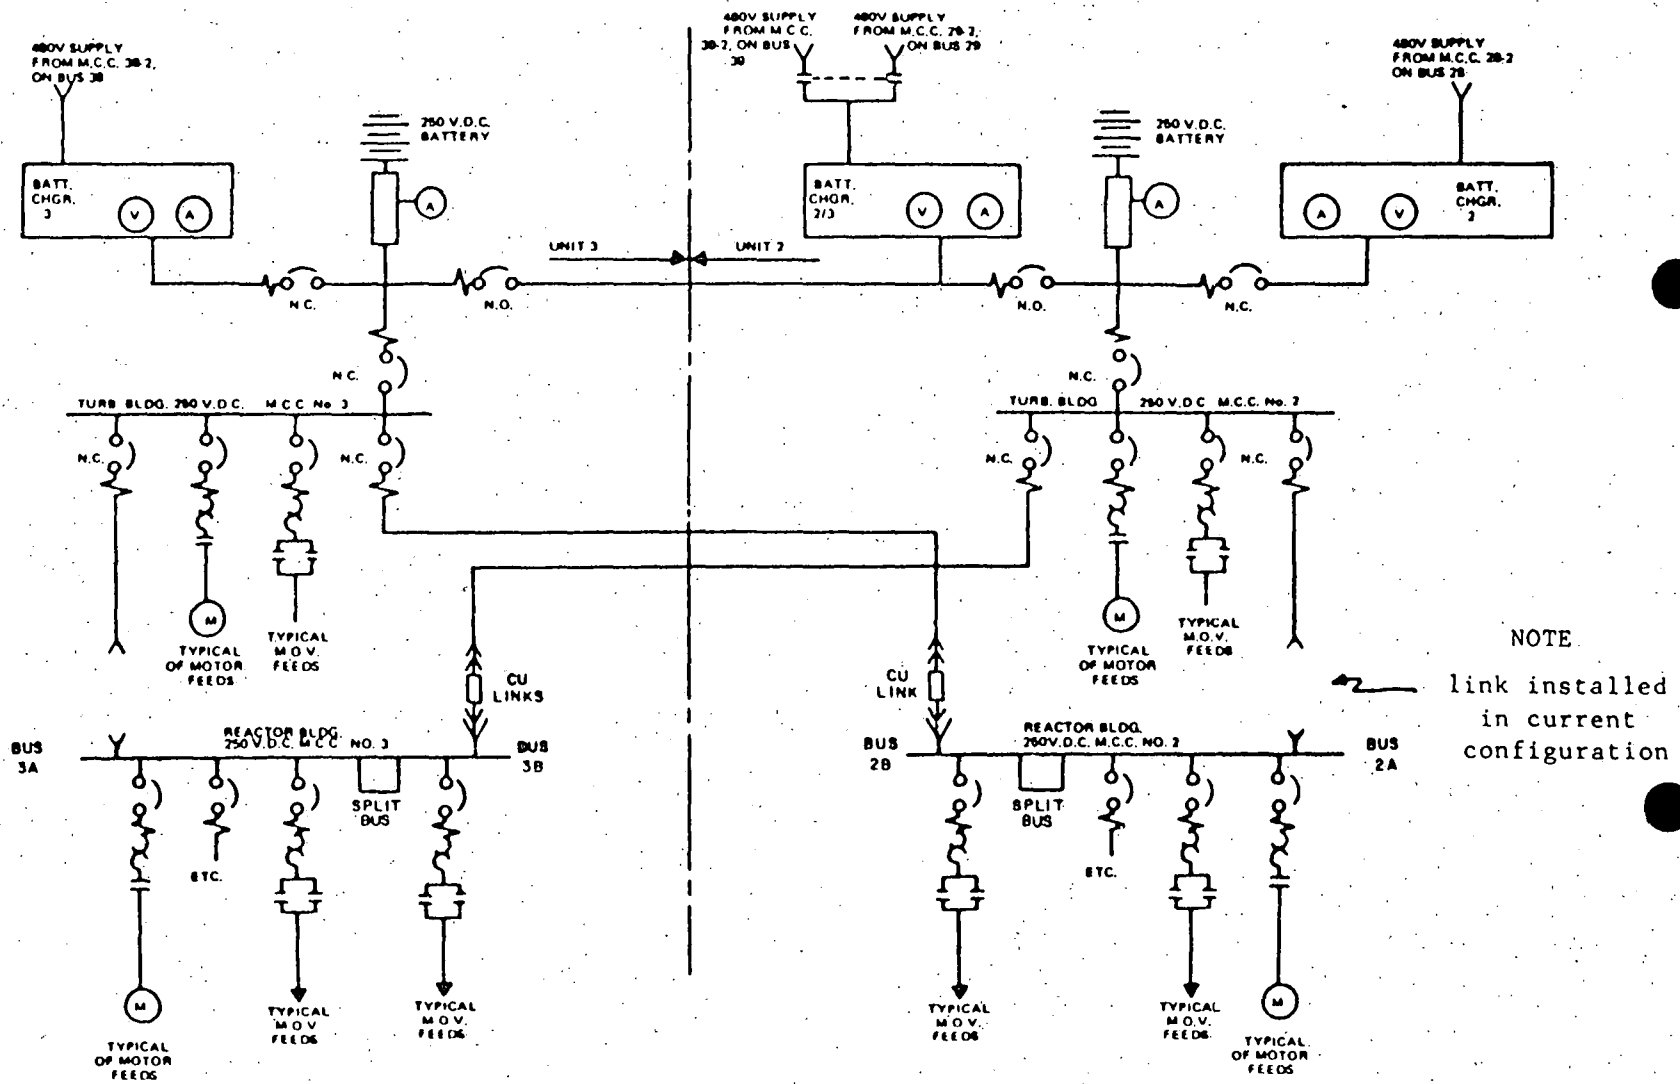 480V SUPPLY
FROM M.C.C. 38-2,
ON BUS 38
480V SUPPLY
FROM M.C.C.
39-2, ON BUS
39
480V SUPPLY
FROM M.C.C. 29-2,
ON BUS 29
480V SUPPLY
FROM M.C.C. 28-2
ON BUS 28
250 V.D.C.
BATTERY
250 V.D.C.
BATTERY
BATT.
CHGR.
3
V
A
A
BATT.
CHGR.
2/3
V
A
A
A
V
BATT.
CHGR.
2
UNIT 3
UNIT 2
N.C.
N.O.
N.O.
N.C.
N.C.
N.C.
TURB. BLDG. 250 V.D.C. M.C.C. No. 3
TURB. BLDG. 250 V.D.C. M.C.C. No. 2
N.C.
N.C.
N.C.
N.C.
M
TYPICAL
OF MOTOR
FEEDS
TYPICAL
M.O.V.
FEEDS
M
TYPICAL
OF MOTOR
FEEDS
TYPICAL
M.O.V.
FEEDS
NOTE
link installed
in current
configuration
CU
LINKS
CU
LINK
BUS
3A
REACTOR BLDG.
250 V.D.C. M.C.C. NO. 3
BUS
3B
BUS
2B
REACTOR BLDG.
250V.D.C. M.C.C. NO. 2
BUS
2A
SPLIT
BUS
SPLIT
BUS
ETC.
ETC.
M
TYPICAL
OF MOTOR
FEEDS
TYPICAL
M.O.V.
FEEDS
TYPICAL
M.O.V.
FEEDS
TYPICAL
M.O.V.
FEEDS
TYPICAL
M.O.V.
FEEDS
M
TYPICAL
OF MOTOR
FEEDS